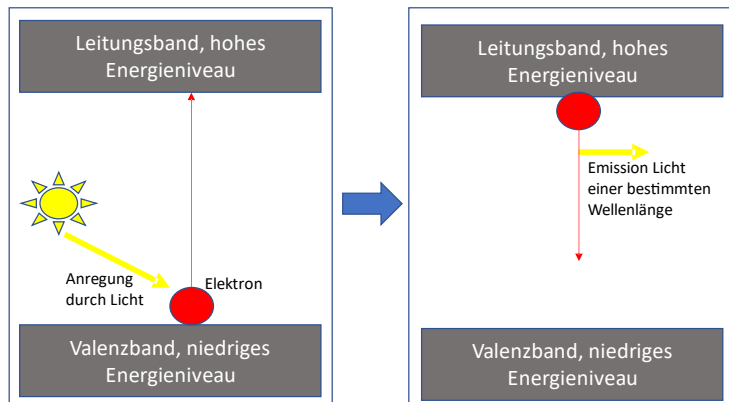 Leitungsband, hohes
Energieniveau
Anregung
durch Licht
Elektron
Valenzband, niedriges
Energieniveau
Leitungsband, hohes
Energieniveau
Emission Licht
einer bestimmten
Wellenlänge
Valenzband, niedriges
Energieniveau